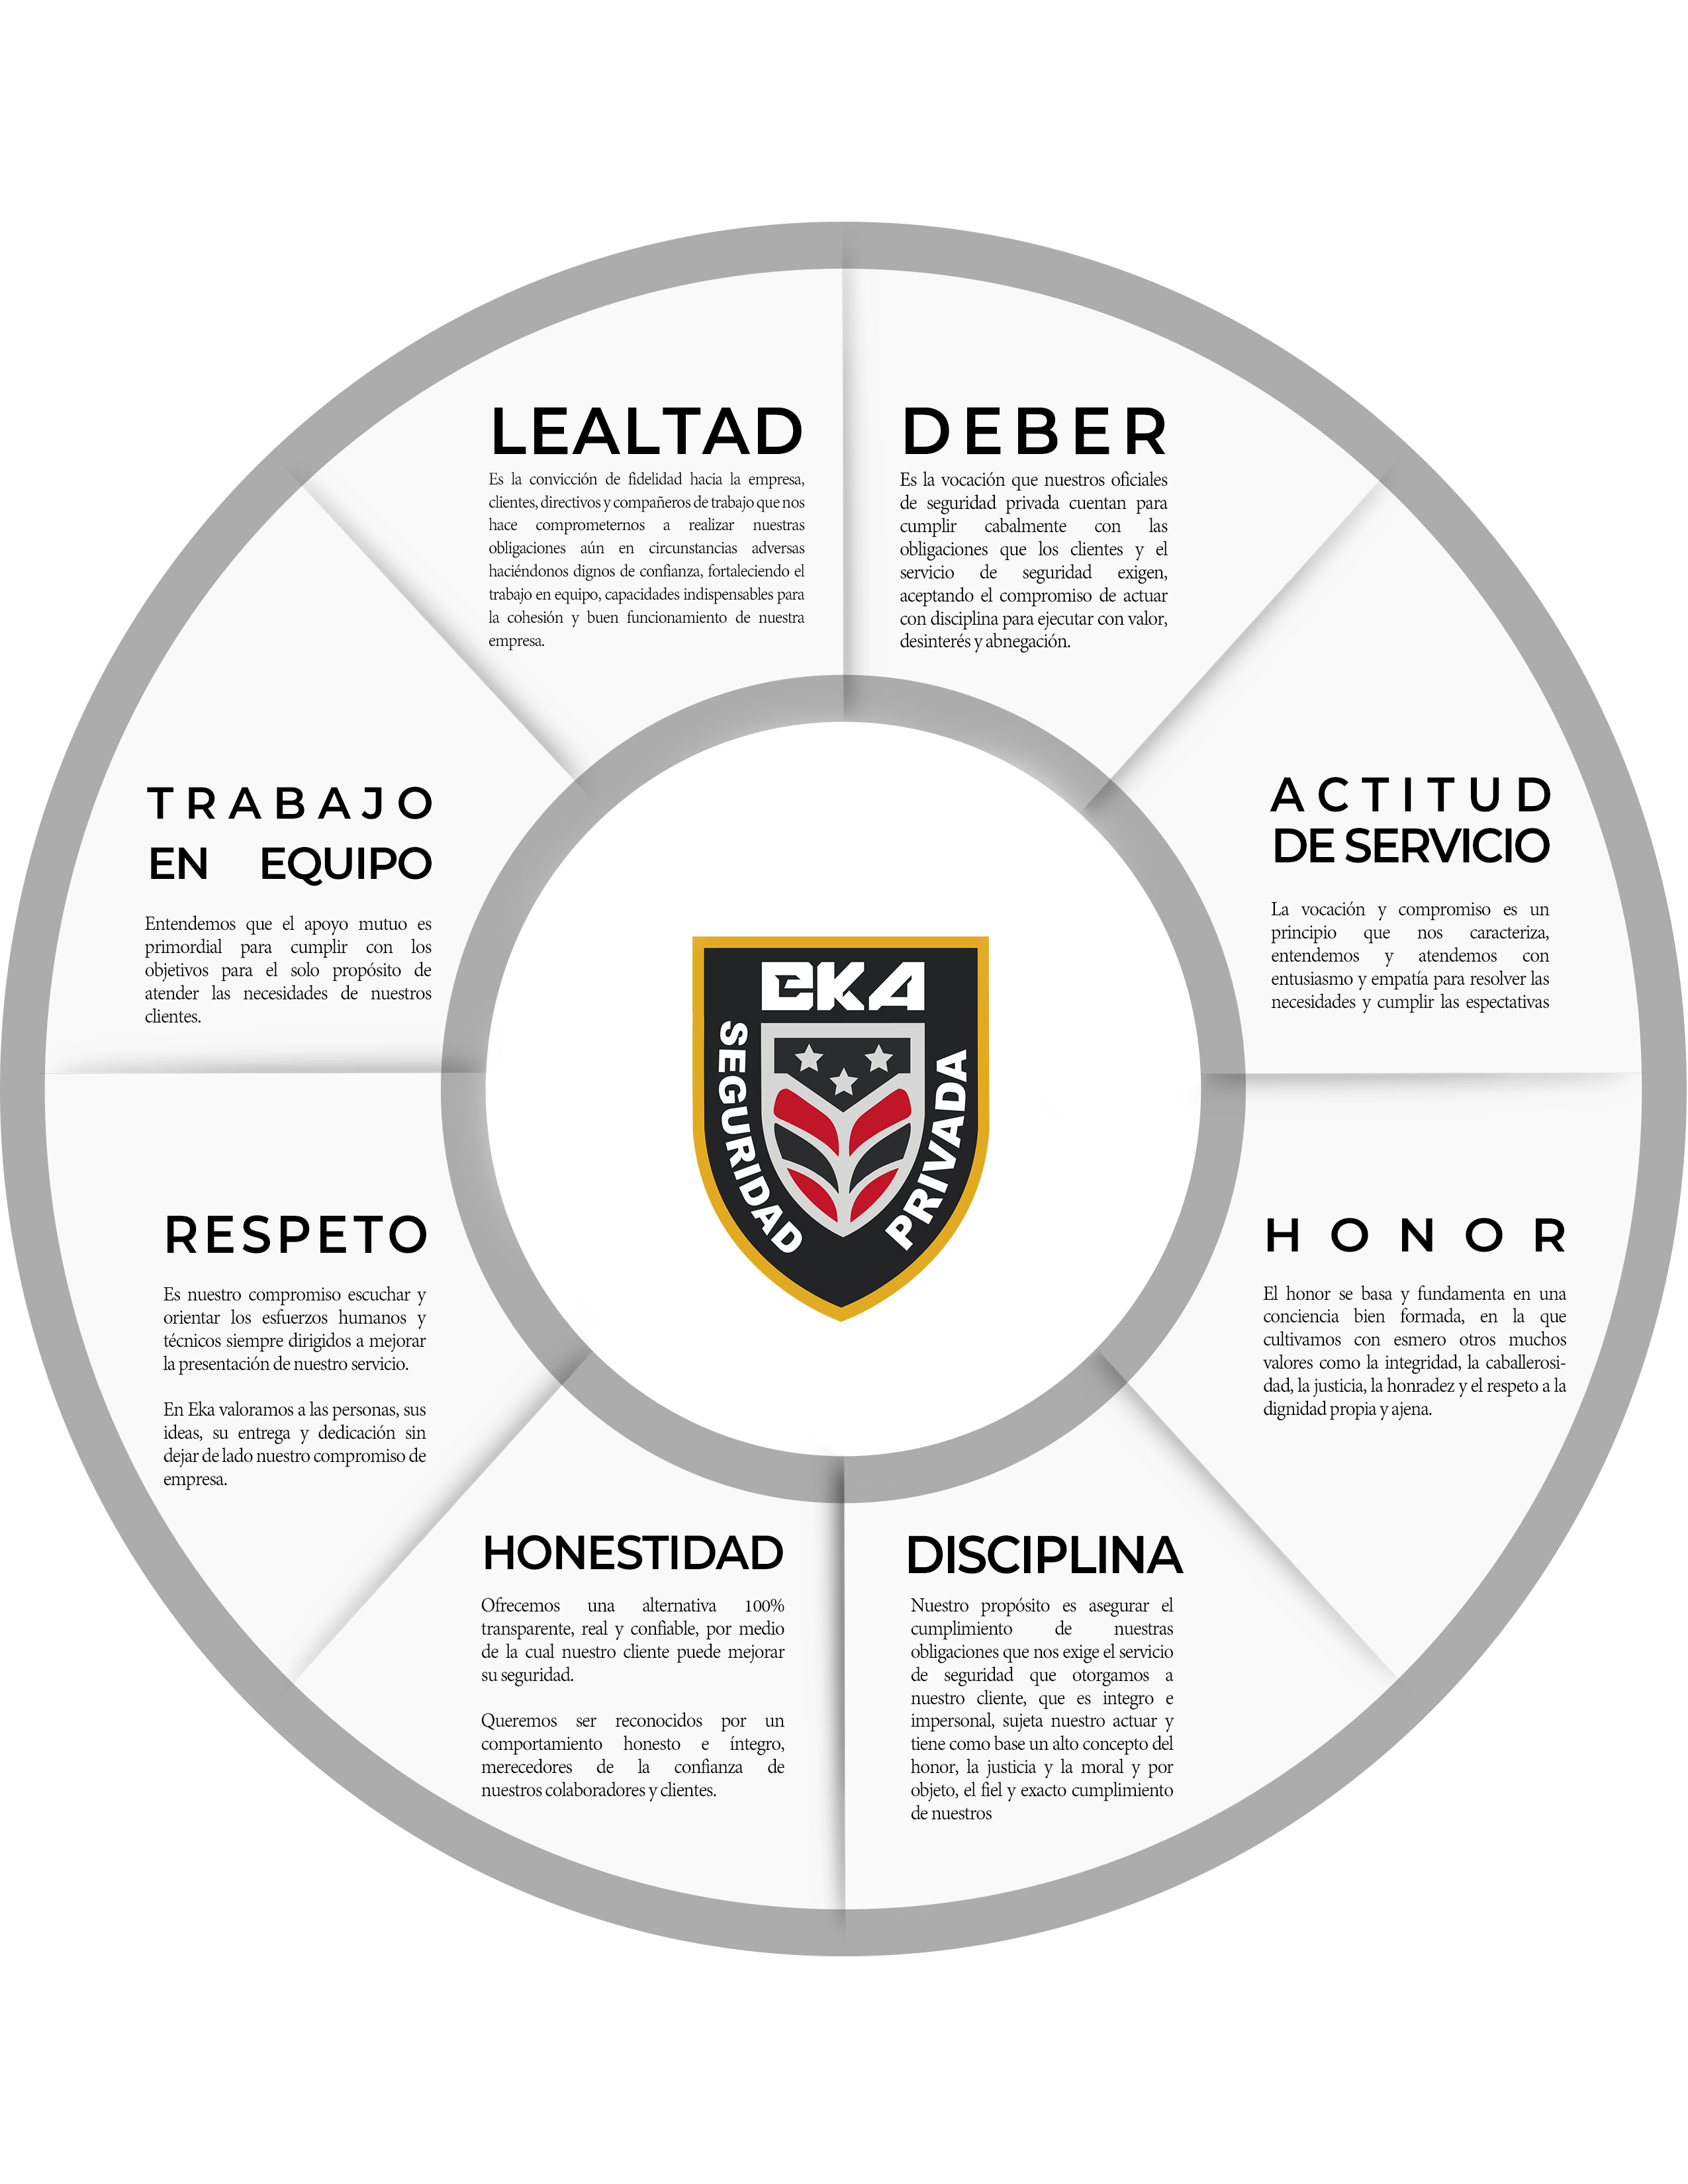 LEALTAD
Es la convicción de fidelidad hacia la empresa,
clientes, directivos y compañeros de trabajo que nos
hace comprometernos a realizar nuestras
obligaciones aún en circunstancias adversas
haciéndonos dignos de confianza, fortaleciendo el
trabajo en equipo, capacidades indispensables para
la cohesión y buen funcionamiento de nuestra
empresa.
DEBER
Es la vocación que nuestros oficiales
de seguridad privada cuentan para
cumplir cabalmente con las
obligaciones que los clientes y el
servicio de seguridad exigen,
aceptando el compromiso de actuar
con disciplina para ejecutar con valor,
desinterés y abnegación.
TRABAJO
EN EQUIPO
Entendemos que el apoyo mutuo es
primordial para cumplir con los
objetivos para el solo propósito de
atender las necesidades de nuestros
clientes.
ACTITUD
DE SERVICIO
La vocación y compromiso es un
principio que nos caracteriza,
entendemos y atendemos con
entusiasmo y empatía para resolver las
necesidades y cumplir las espectativas
eKA
SEGURIDAD
PRIVADA
RESPETO
Es nuestro compromiso escuchar y
orientar los esfuerzos humanos y
técnicos siempre dirigidos a mejorar
la presentación de nuestro servicio.
En Eka valoramos a las personas, sus
ideas, su entrega y dedicación sin
dejar de lado nuestro compromiso de
empresa.
HONOR
El honor se basa y fundamenta en una
conciencia bien formada, en la que
cultivamos con esmero otros muchos
valores como la integridad, la caballerosi-
dad, la justicia, la honradez y el respeto a la
dignidad propia y ajena.
HONESTIDAD
Ofrecemos una alternativa 100%
transparente, real y confiable, por medio
de la cual nuestro cliente puede mejorar
su seguridad.
Queremos ser reconocidos por un
comportamiento honesto e íntegro,
merecedores de la confianza de
nuestros colaboradores y clientes.
DISCIPLINA
Nuestro propósito es asegurar el
cumplimiento de nuestras
obligaciones que nos exige el servicio
de seguridad que otorgamos a
nuestro cliente, que es integro e
impersonal, sujeta nuestro actuar y
tiene como base un alto concepto del
honor, la justicia y la moral y por
objeto, el fiel y exacto cumplimiento
de nuestros